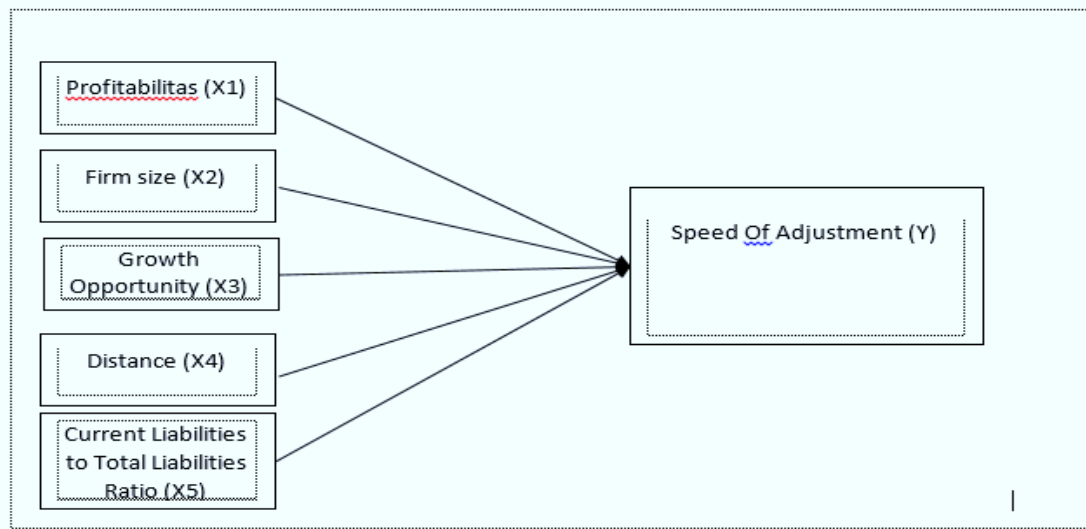 Profitabilitas (X1)
Firm size (X2)
Growth
Opportunity (X3)
Distance (X4)
Current Liabilities
to Total Liabilities
Ratio (X5)
Speed Of Adjustment (Y)